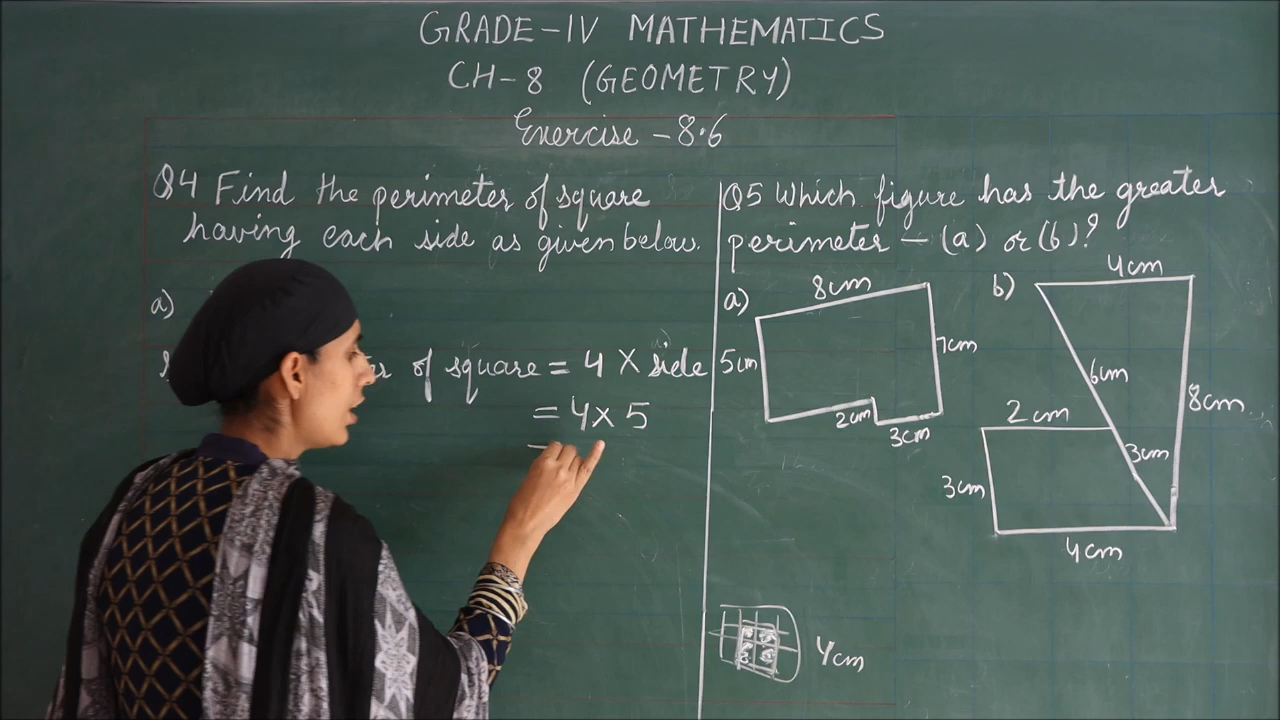 GRADE-IV MATHEMATICS
CH-8 (GEOMETRY)
Exercise - 8.6
Q4 Find the perimeter of square
having each side as given below.
a)
of square = 4 X side
= 4 X 5
Q5 Which figure has the greater
perimeter - (a) or (b)?
a)
8cm
5cm
7cm
2cm
3cm
b)
4cm
6cm
8cm
2cm
3cm
3cm
4cm
4cm